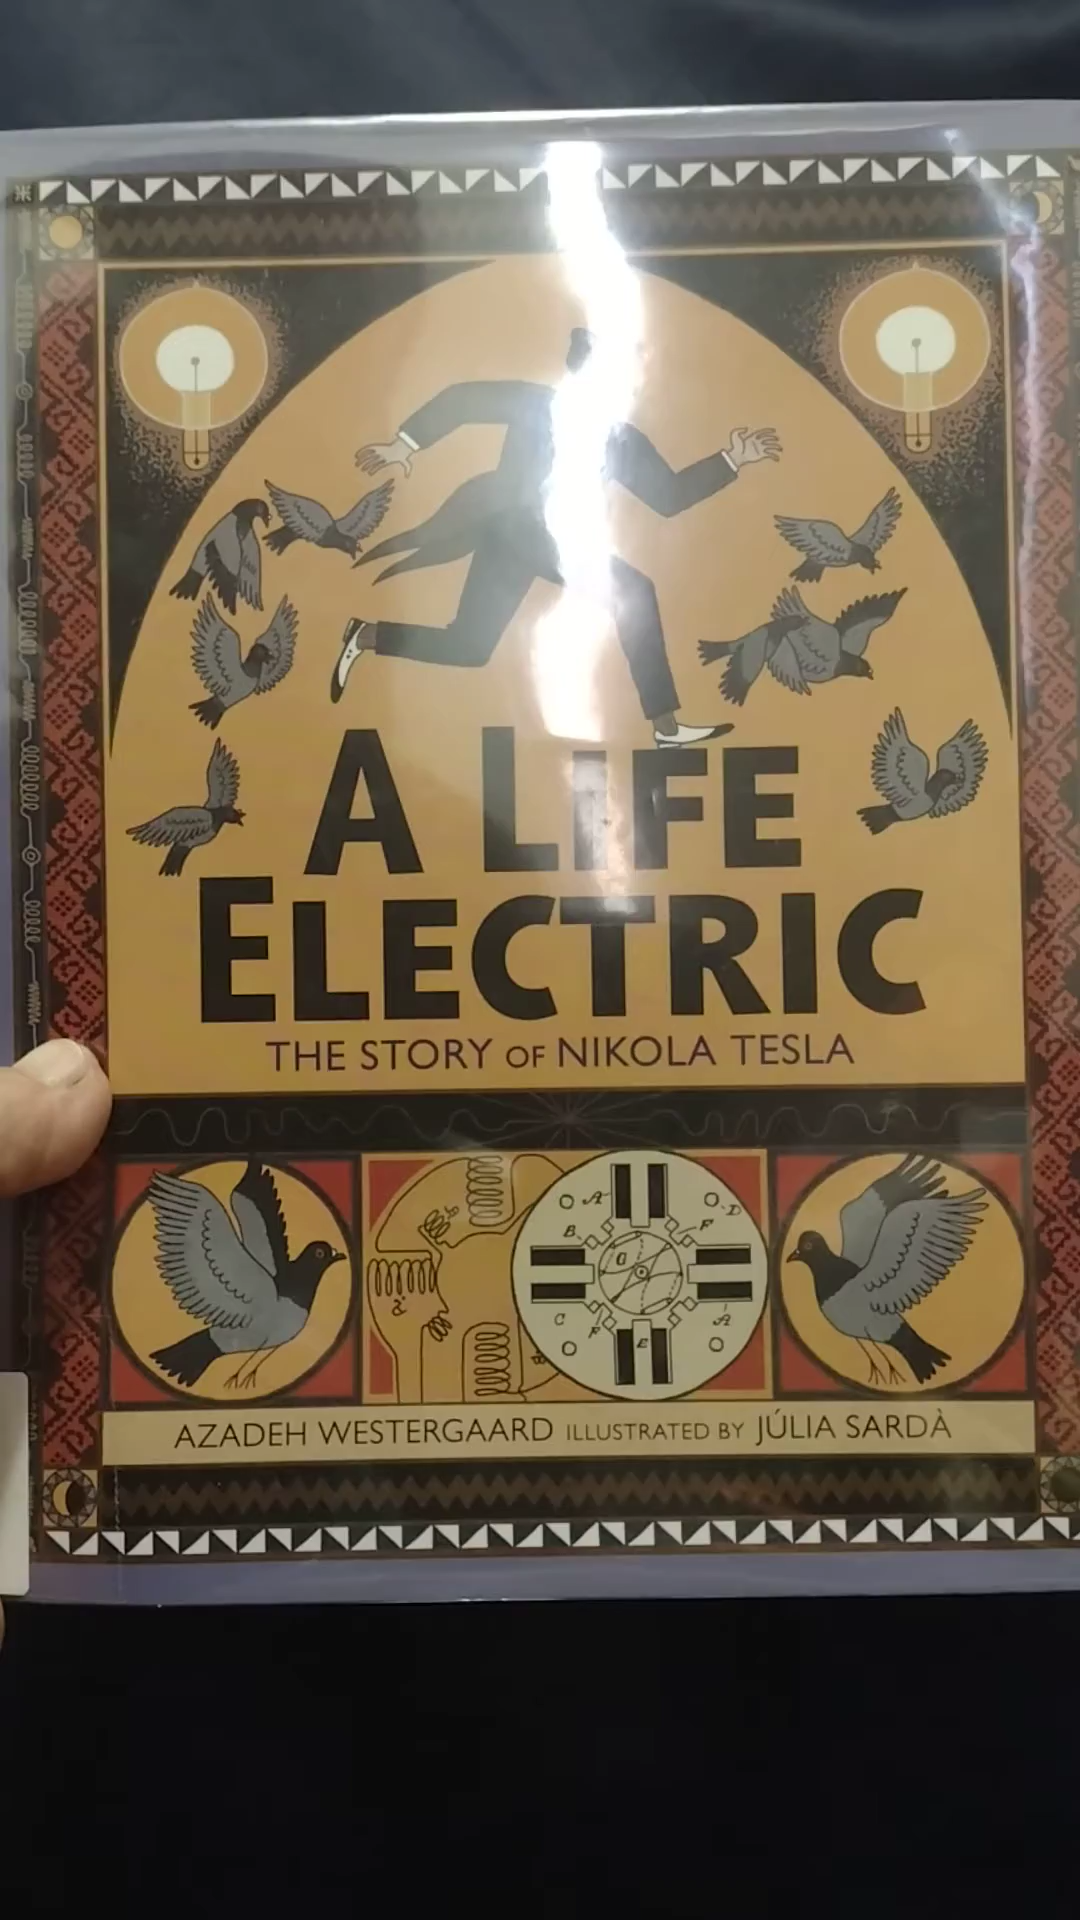 A LIFE
ELECTRIC
THE STORY OF NIKOLA TESLA
A
D
B
F
C
F
E
A
AZADEH WESTERGAARD ILLUSTRATED BY JÚLIA SARDÀ